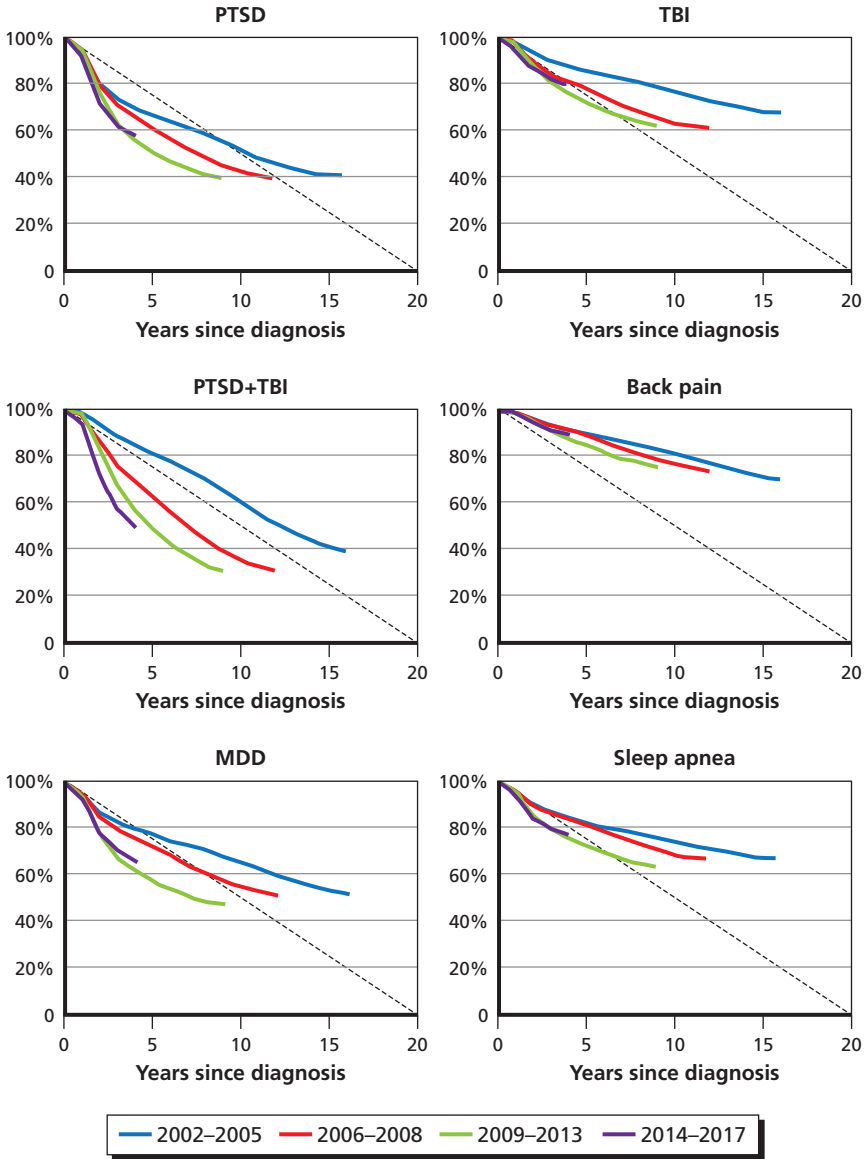 PTSD
100%
80%
60%
40%
20%
0
0 5 10 15 20
Years since diagnosis
TBI
100%
80%
60%
40%
20%
0
0 5 10 15 20
Years since diagnosis
PTSD+TBI
100%
80%
60%
40%
20%
0
0 5 10 15 20
Years since diagnosis
Back pain
100%
80%
60%
40%
20%
0
0 5 10 15 20
Years since diagnosis
MDD
100%
80%
60%
40%
20%
0
0 5 10 15 20
Years since diagnosis
Sleep apnea
100%
80%
60%
40%
20%
0
0 5 10 15 20
Years since diagnosis
2002–2005 2006–2008 2009–2013 2014–2017